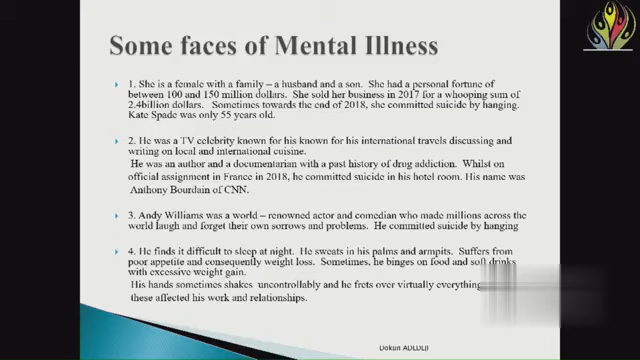 Some faces of Mental Illness
1. She is a female with a family – a husband and a son. She had a personal fortune of
between 100 and 150 million dollars. She sold her business in 2017 for a whooping sum of
2.4billion dollars. Sometimes towards the end of 2018, she committed suicide by hanging.
Kate Spade was only 55 years old.
2. He was a TV celebrity known for his known for his international travels discussing and
writing on local and international cuisine.
He was an author and a documentarian with a past history of drug addiction. Whilst on
official assignment in France in 2018, he committed suicide in his hotel room. His name was
Anthony Bourdain of CNN.
3. Andy Williams was a world – renowned actor and comedian who made millions across the
world laugh and forget their own sorrows and problems. He committed suicide by hanging
4. He finds it difficult to sleep at night. He sweats in his palms and armpits. Suffers from
poor appetite and consequently weight loss. Sometimes, he binges on food and soft drinks
with excessive weight gain.
His hands sometimes shakes uncontrollably and he frets over virtually everything
these affected his work and relationships.
Dokun